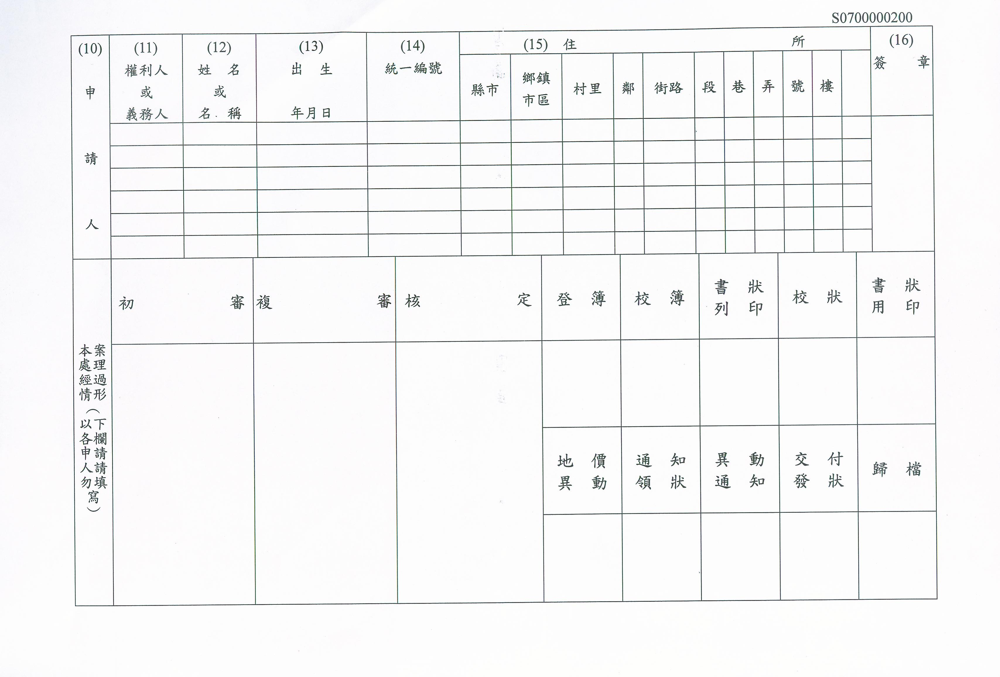 S0700000200
(10)
申
請
人
(11)
權利人
或
義務人
(12)
姓 名
或
名 稱
(13)
出 生
年月日
(14)
統一編號
(15) 住 所
縣市
鄉鎮
市區
村里
鄰
街路
段
巷
弄
號
樓
(16)
簽 章
本案
處理
經過
情形
(
以下
各欄
申請
人請
勿填
寫
)
初 審
複 審
核 定
登 簿
校 簿
書 狀
列 印
校 狀
書 狀
用 印
地 價
異 動
通 知
領 狀
異 動
通 知
交 付
發 狀
歸 檔